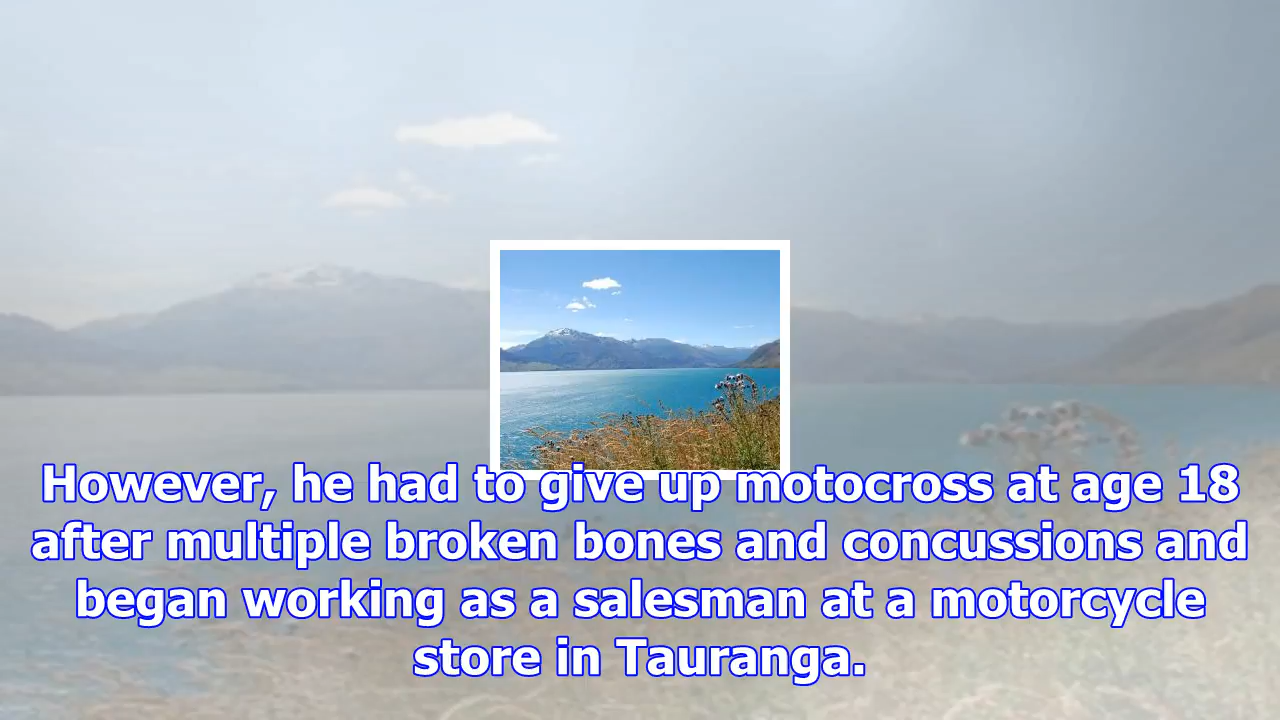 However, he had to give up motocross at age 18
after multiple broken bones and concussions and
began working as a salesman at a motorcycle
store in Tauranga.